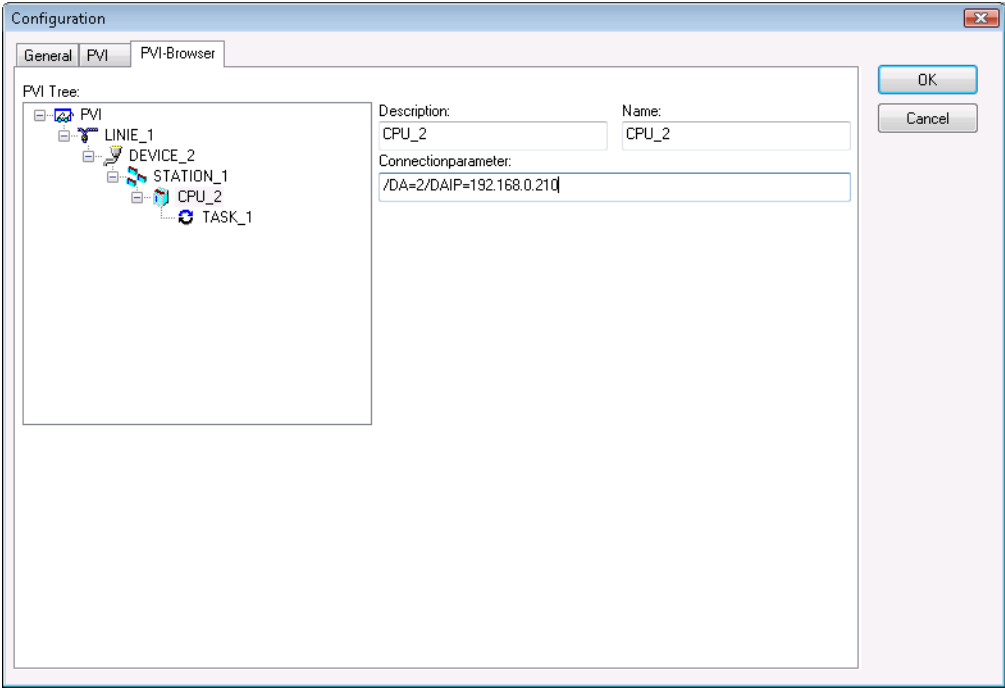 Configuration
General PVI PVI-Browser
OK
Cancel
PVI Tree:
PVI
LINIE_1
DEVICE_2
STATION_1
CPU_2
TASK_1
Description: Name:
CPU_2 CPU_2
Connectionparameter:
/DA=2/DAIP=192.168.0.210